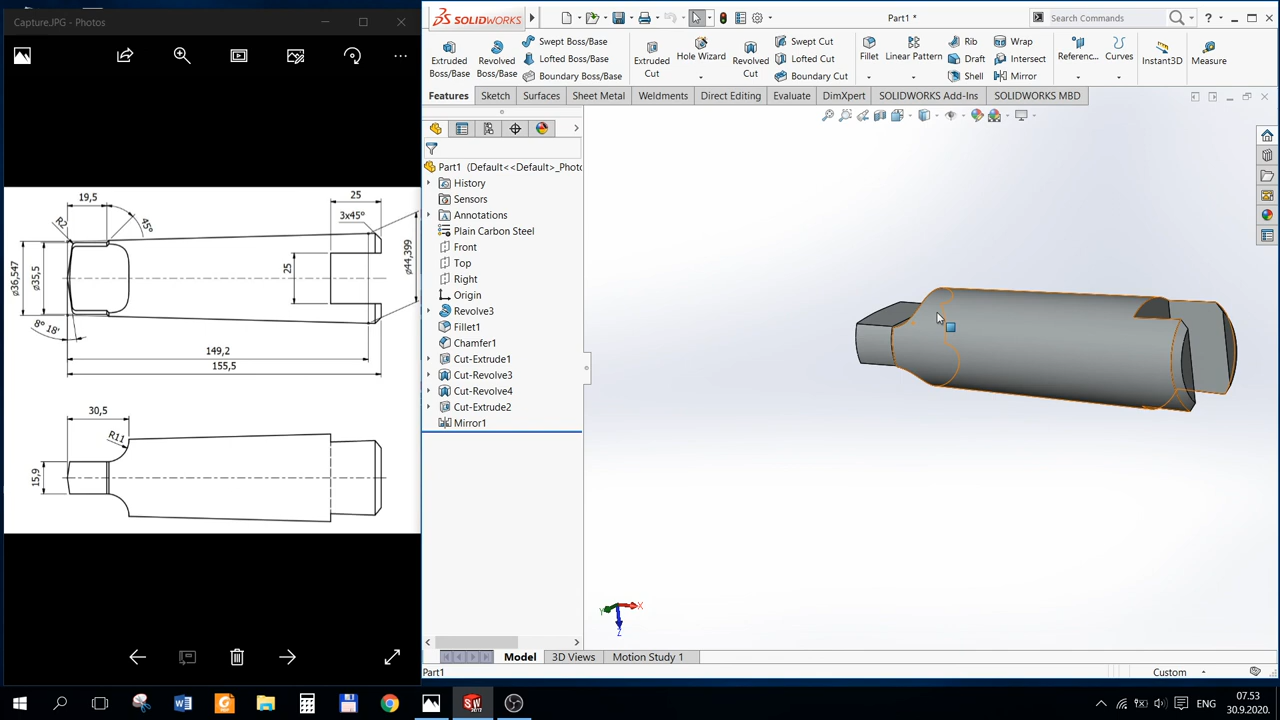 Capture.JPG - Photos
19,5
R2
45°
25
3x45°
ø36,547
ø35,5
25
ø44,399
8° 18'
149,2
155,5
30,5
R11
15,9
SOLIDWORKS
Part1 *
Search Commands
Extruded Boss/Base
Revolved Boss/Base
Swept Boss/Base
Lofted Boss/Base
Boundary Boss/Base
Extruded Cut
Hole Wizard
Revolved Cut
Swept Cut
Lofted Cut
Boundary Cut
Fillet
Linear Pattern
Rib
Draft
Shell
Wrap
Intersect
Mirror
Referenc...
Curves
Instant3D
Measure
Features
Sketch
Surfaces
Sheet Metal
Weldments
Direct Editing
Evaluate
DimXpert
SOLIDWORKS Add-Ins
SOLIDWORKS MBD
Part1 (Default<<Default>_Photo
History
Sensors
Annotations
Plain Carbon Steel
Front
Top
Right
Origin
Revolve3
Fillet1
Chamfer1
Cut-Extrude1
Cut-Revolve3
Cut-Revolve4
Cut-Extrude2
Mirror1
Y
X
Z
Model
3D Views
Motion Study 1
Part1
Custom
ENG
07.53
30.9.2020.